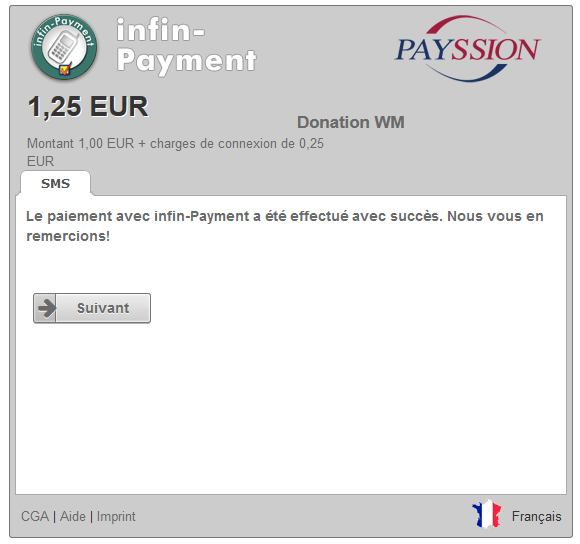 infin-Payment
infin-
Payment
PAYSSION
1,25 EUR
Donation WM
Montant 1,00 EUR + charges de connexion de 0,25
EUR
SMS
Le paiement avec infin-Payment a été effectué avec succès. Nous vous en
remercions!
Suivant
CGA | Aide | Imprint
Français